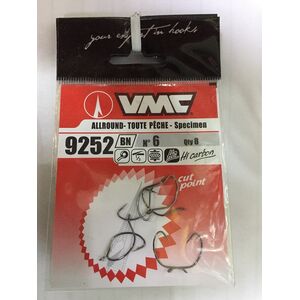 your expert in hooks
VMC
ALLROUND - TOUTE PÊCHE - Specimen
9252 BN N° 6 Qty 8
Hi carbon
cut
point